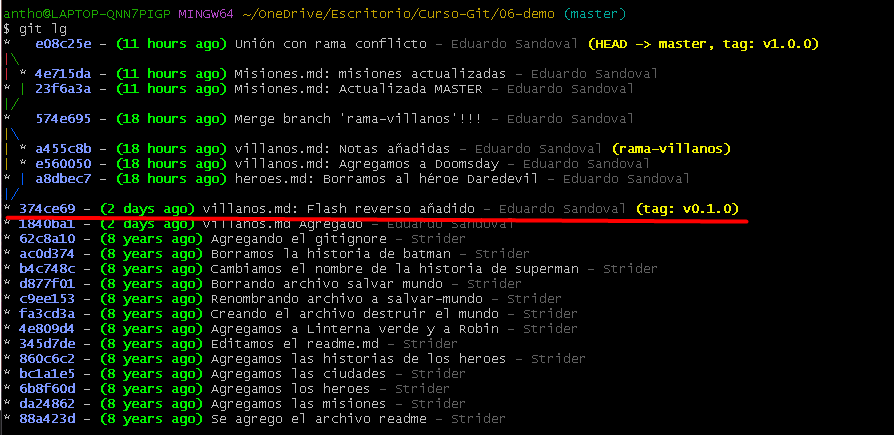 antho@LAPTOP-QNN7PIGP MINGW64 ~/OneDrive/Escritorio/Curso-Git/06-demo (master)
$ git lg
*   e08c25e - (11 hours ago) Unión con rama conflicto - Eduardo Sandoval (HEAD -> master, tag: v1.0.0)
|\
| * 4e715da - (11 hours ago) Misiones.md: misiones actualizadas - Eduardo Sandoval
* | 23f6a3a - (11 hours ago) Misiones.md: Actualizada MASTER - Eduardo Sandoval
|/
*   574e695 - (18 hours ago) Merge branch 'rama-villanos'!!! - Eduardo Sandoval
|\
| * a455c8b - (18 hours ago) villanos.md: Notas añadidas - Eduardo Sandoval (rama-villanos)
| * e560050 - (18 hours ago) villanos.md: Agregamos a Doomsday - Eduardo Sandoval
* | a8dbec7 - (18 hours ago) heroes.md: Borramos al héroe Daredevil - Eduardo Sandoval
|/
* 374ce69 - (2 days ago) villanos.md: Flash reverso añadido - Eduardo Sandoval (tag: v0.1.0)
* 1840ba1 - (2 days ago) villanos.md Agregado - Eduardo Sandoval
* 62c8a10 - (8 years ago) Agregando el gitignore - Strider
* ac0d374 - (8 years ago) Borramos la historia de batman - Strider
* b4c748c - (8 years ago) Cambiamos el nombre de la historia de superman - Strider
* d877f01 - (8 years ago) Borrando archivo salvar mundo - Strider
* c9ee153 - (8 years ago) Renombrando archivo a salvar-mundo - Strider
* fa3cd3a - (8 years ago) Creando el archivo destruir el mundo - Strider
* 4e809d4 - (8 years ago) Agregamos a Linterna verde y a Robin - Strider
* 345d7de - (8 years ago) Editamos el readme.md - Strider
* 860c6c2 - (8 years ago) Agregamos las historias de los heroes - Strider
* bc1a1e5 - (8 years ago) Agregamos las ciudades - Strider
* 6b8f60d - (8 years ago) Agregamos los heroes - Strider
* da24862 - (8 years ago) Agregamos las misiones - Strider
* 88a423d - (8 years ago) Se agrego el archivo readme - Strider